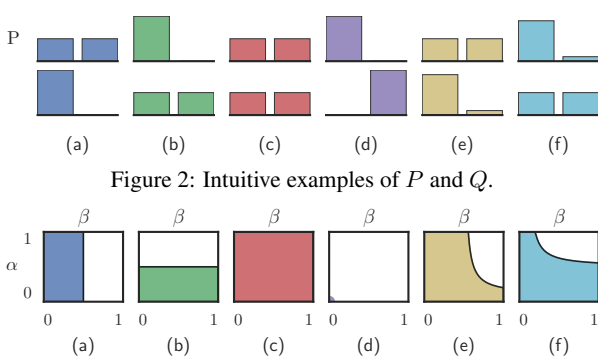 P
(a) (b) (c) (d) (e) (f)
Figure 2: Intuitive examples of P and Q.
β β β β β β
1
α
0
0 1 0 1 0 1 0 1 0 1 0 1
(a) (b) (c) (d) (e) (f)